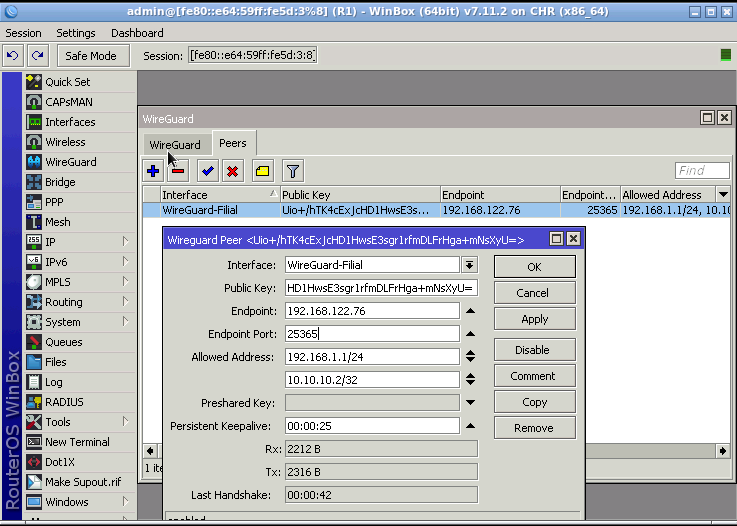 admin@[fe80::e64:59ff:fe5d:3%8] (R1) - WinBox (64bit) v7.11.2 on CHR (x86_64)
Session Settings Dashboard
Safe Mode Session: [fe80::e64:59ff:fe5d:3:8]
Quick Set
CAPsMAN
Interfaces
Wireless
WireGuard
Bridge
PPP
Mesh
IP
IPv6
MPLS
Routing
System
Queues
Files
Log
RADIUS
Tools
New Terminal
Dot1X
Make Supout.rif
Windows
RouterOS WinBox
WireGuard
WireGuard Peers
Find
Interface Public Key Endpoint Endpoint... Allowed Address
WireGuard-Filial Uio+/hTK4cExJcHD1HwsE3s... 192.168.122.76 25365 192.168.1.1/24, 10.10
Wireguard Peer <Uio+/hTK4cExJcHD1HwsE3sgr1rfmDLFrHga+mNsXyU=>
Interface: WireGuard-Filial
Public Key: HD1HwsE3sgr1rfmDLFrHga+mNsXyU=
Endpoint: 192.168.122.76
Endpoint Port: 25365
Allowed Address: 192.168.1.1/24
10.10.10.2/32
Preshared Key:
Persistent Keepalive: 00:00:25
Rx: 2212 B
Tx: 2316 B
Last Handshake: 00:00:42
enabled
OK
Cancel
Apply
Disable
Comment
Copy
Remove
1 ite